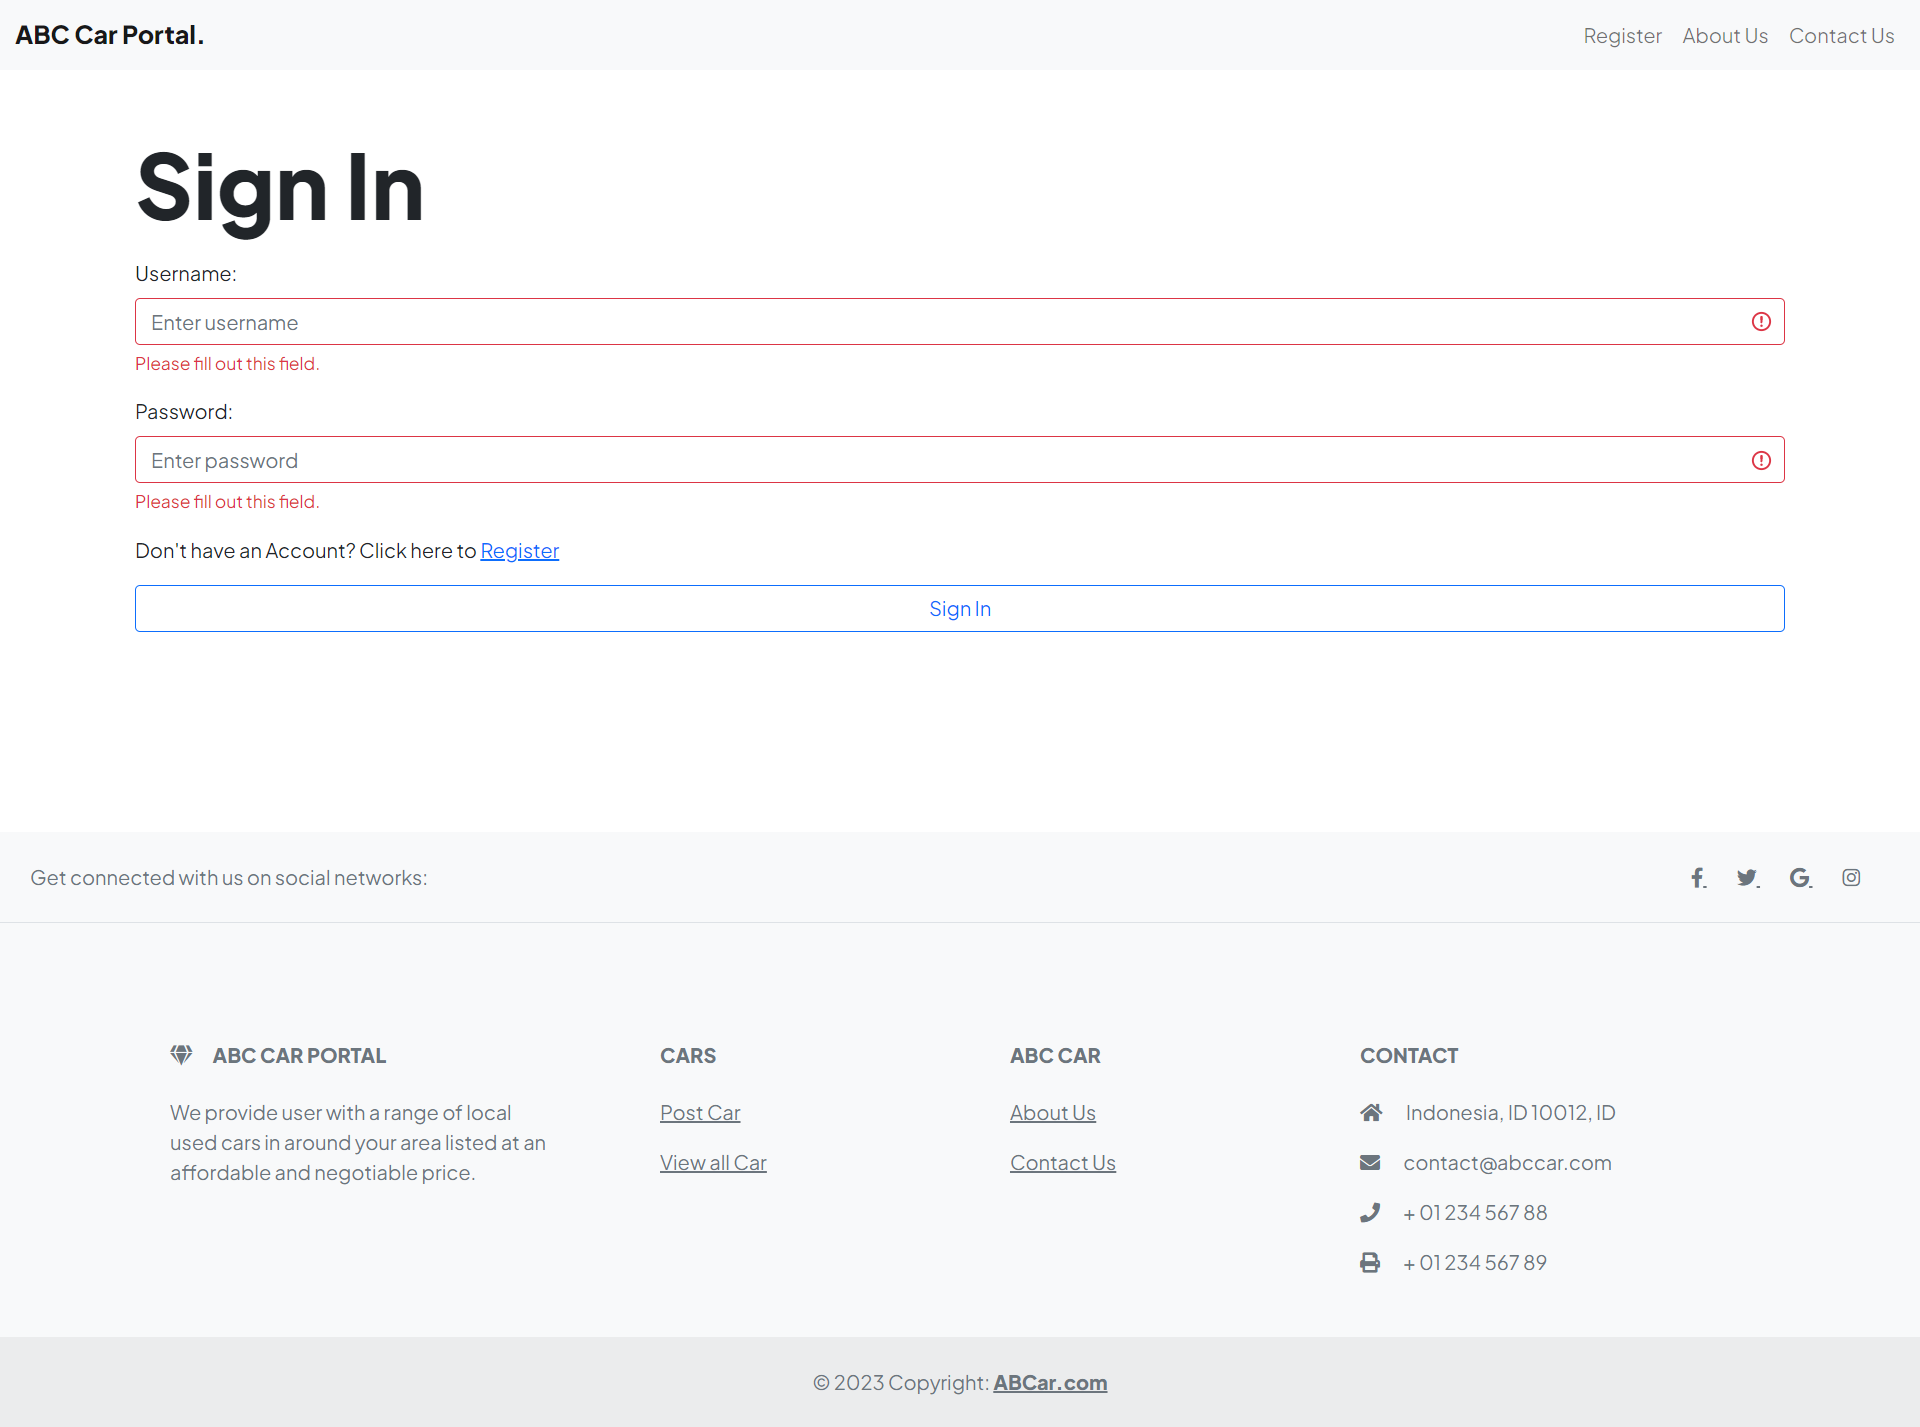 ABC Car Portal.
Register About Us Contact Us
Sign In
Username:
Enter username
Please fill out this field.
Password:
Enter password
Please fill out this field.
Don't have an Account? Click here to Register
Sign In
Get connected with us on social networks:
ABC CAR PORTAL
We provide user with a range of local
used cars in around your area listed at an
affordable and negotiable price.
CARS
Post Car
View all Car
ABC CAR
About Us
Contact Us
CONTACT
Indonesia, ID 10012, ID
contact@abccar.com
+ 01 234 567 88
+ 01 234 567 89
© 2023 Copyright: ABCar.com